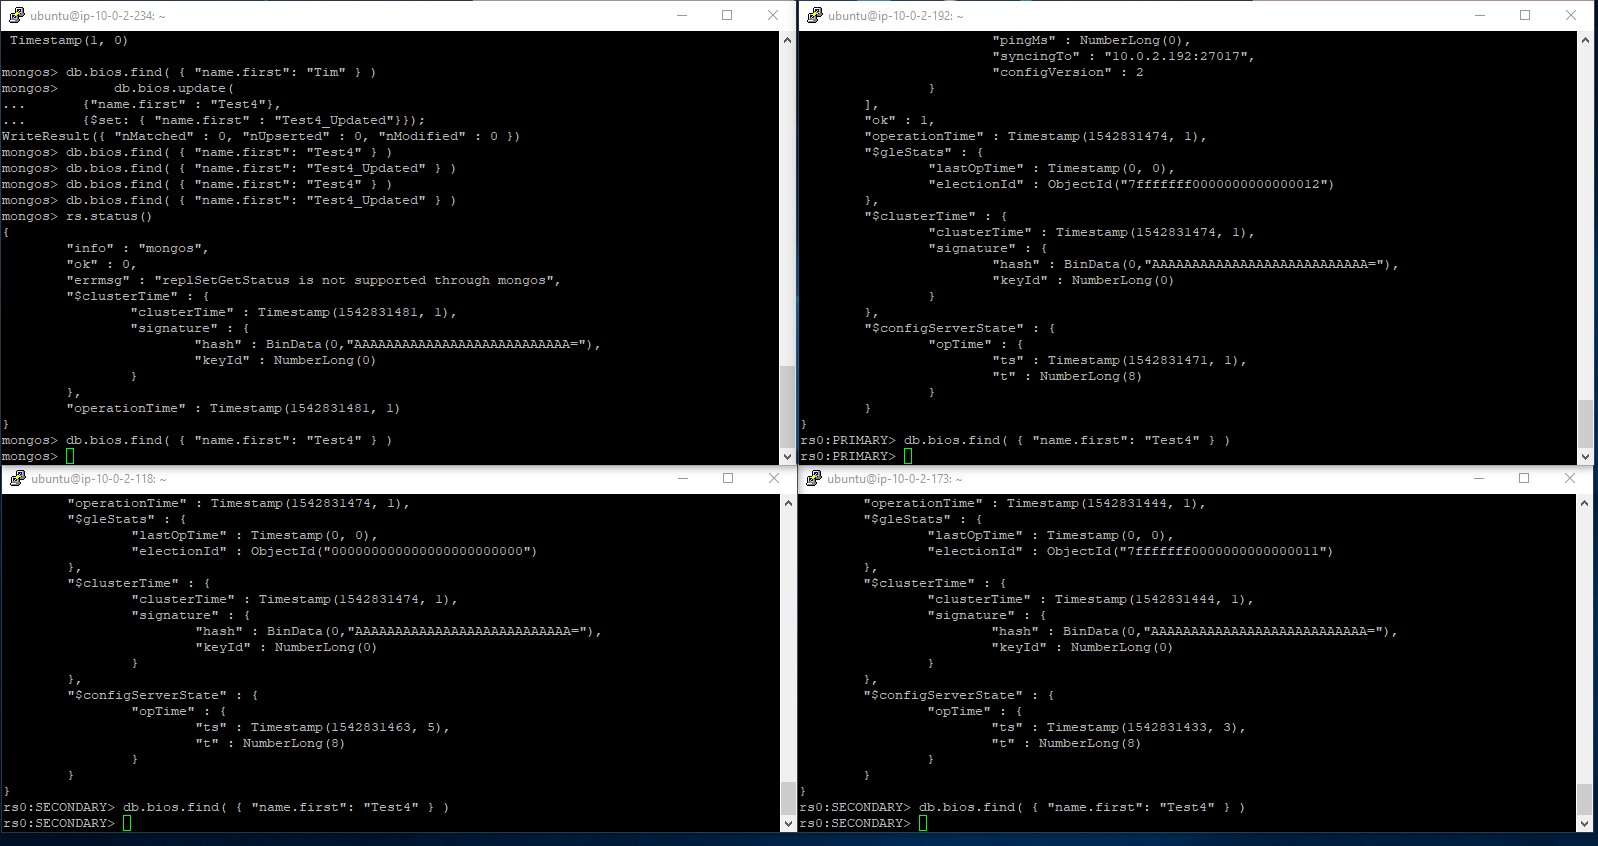 ubuntu@ip-10-0-2-234: ~
 Timestamp(1, 0)

mongos> db.bios.find( { "name.first": "Tim" } )
mongos>       db.bios.update(
...       {"name.first" : "Test4"},
...       {$set: { "name.first" : "Test4_Updated"}});
WriteResult({ "nMatched" : 0, "nUpserted" : 0, "nModified" : 0 })
mongos> db.bios.find( { "name.first": "Test4" } )
mongos> db.bios.find( { "name.first": "Test4_Updated" } )
mongos> db.bios.find( { "name.first": "Test4" } )
mongos> db.bios.find( { "name.first": "Test4_Updated" } )
mongos> rs.status()
{
        "info" : "mongos",
        "ok" : 0,
        "errmsg" : "replSetGetStatus is not supported through mongos",
        "$clusterTime" : {
                "clusterTime" : Timestamp(1542831481, 1),
                "signature" : {
                        "hash" : BinData(0,"AAAAAAAAAAAAAAAAAAAAAAAAAAA="),
                        "keyId" : NumberLong(0)
                }
        },
        "operationTime" : Timestamp(1542831481, 1)
}
mongos> db.bios.find( { "name.first": "Test4" } )
mongos>
ubuntu@ip-10-0-2-192: ~
                        "pingMs" : NumberLong(0),
                        "syncingTo" : "10.0.2.192:27017",
                        "configVersion" : 2
                }
        ],
        "ok" : 1,
        "operationTime" : Timestamp(1542831474, 1),
        "$gleStats" : {
                "lastOpTime" : Timestamp(0, 0),
                "electionId" : ObjectId("7fffffff0000000000000012")
        },
        "$clusterTime" : {
                "clusterTime" : Timestamp(1542831474, 1),
                "signature" : {
                        "hash" : BinData(0,"AAAAAAAAAAAAAAAAAAAAAAAAAAA="),
                        "keyId" : NumberLong(0)
                }
        },
        "$configServerState" : {
                "opTime" : {
                        "ts" : Timestamp(1542831471, 1),
                        "t" : NumberLong(8)
                }
        }
}
rs0:PRIMARY> db.bios.find( { "name.first": "Test4" } )
rs0:PRIMARY>
ubuntu@ip-10-0-2-118: ~
        "operationTime" : Timestamp(1542831474, 1),
        "$gleStats" : {
                "lastOpTime" : Timestamp(0, 0),
                "electionId" : ObjectId("000000000000000000000000")
        },
        "$clusterTime" : {
                "clusterTime" : Timestamp(1542831474, 1),
                "signature" : {
                        "hash" : BinData(0,"AAAAAAAAAAAAAAAAAAAAAAAAAAA="),
                        "keyId" : NumberLong(0)
                }
        },
        "$configServerState" : {
                "opTime" : {
                        "ts" : Timestamp(1542831463, 5),
                        "t" : NumberLong(8)
                }
        }
}
rs0:SECONDARY> db.bios.find( { "name.first": "Test4" } )
rs0:SECONDARY>
ubuntu@ip-10-0-2-173: ~
        "operationTime" : Timestamp(1542831444, 1),
        "$gleStats" : {
                "lastOpTime" : Timestamp(0, 0),
                "electionId" : ObjectId("7fffffff0000000000000011")
        },
        "$clusterTime" : {
                "clusterTime" : Timestamp(1542831444, 1),
                "signature" : {
                        "hash" : BinData(0,"AAAAAAAAAAAAAAAAAAAAAAAAAAA="),
                        "keyId" : NumberLong(0)
                }
        },
        "$configServerState" : {
                "opTime" : {
                        "ts" : Timestamp(1542831433, 3),
                        "t" : NumberLong(8)
                }
        }
}
rs0:SECONDARY> db.bios.find( { "name.first": "Test4" } )
rs0:SECONDARY>